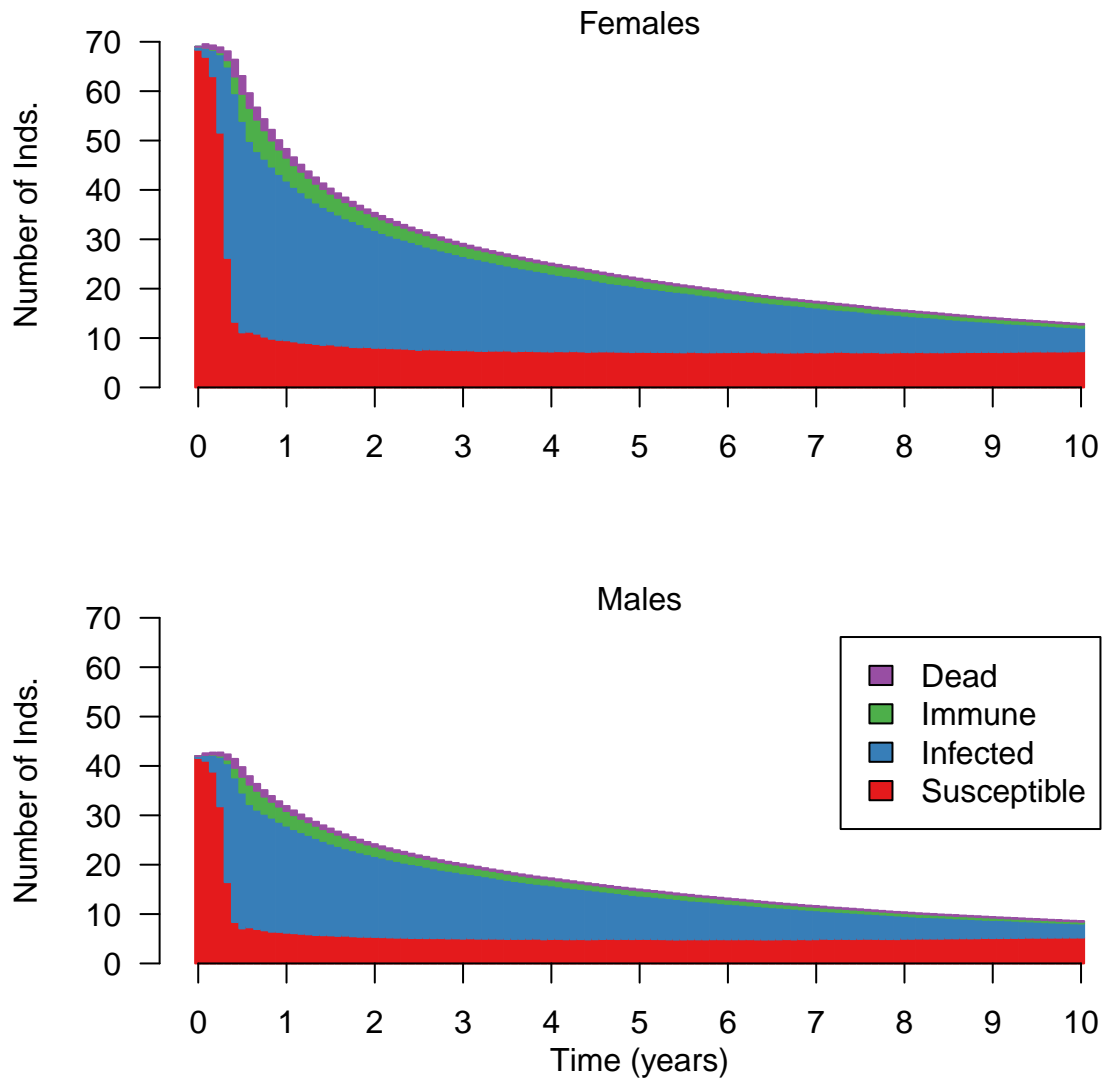 Females
Number of Inds.
70
60
50
40
30
20
10
0
0 1 2 3 4 5 6 7 8 9 10
Males
Number of Inds.
70
60
50
40
30
20
10
0
Dead
Immune
Infected
Susceptible
0 1 2 3 4 5 6 7 8 9 10
Time (years)